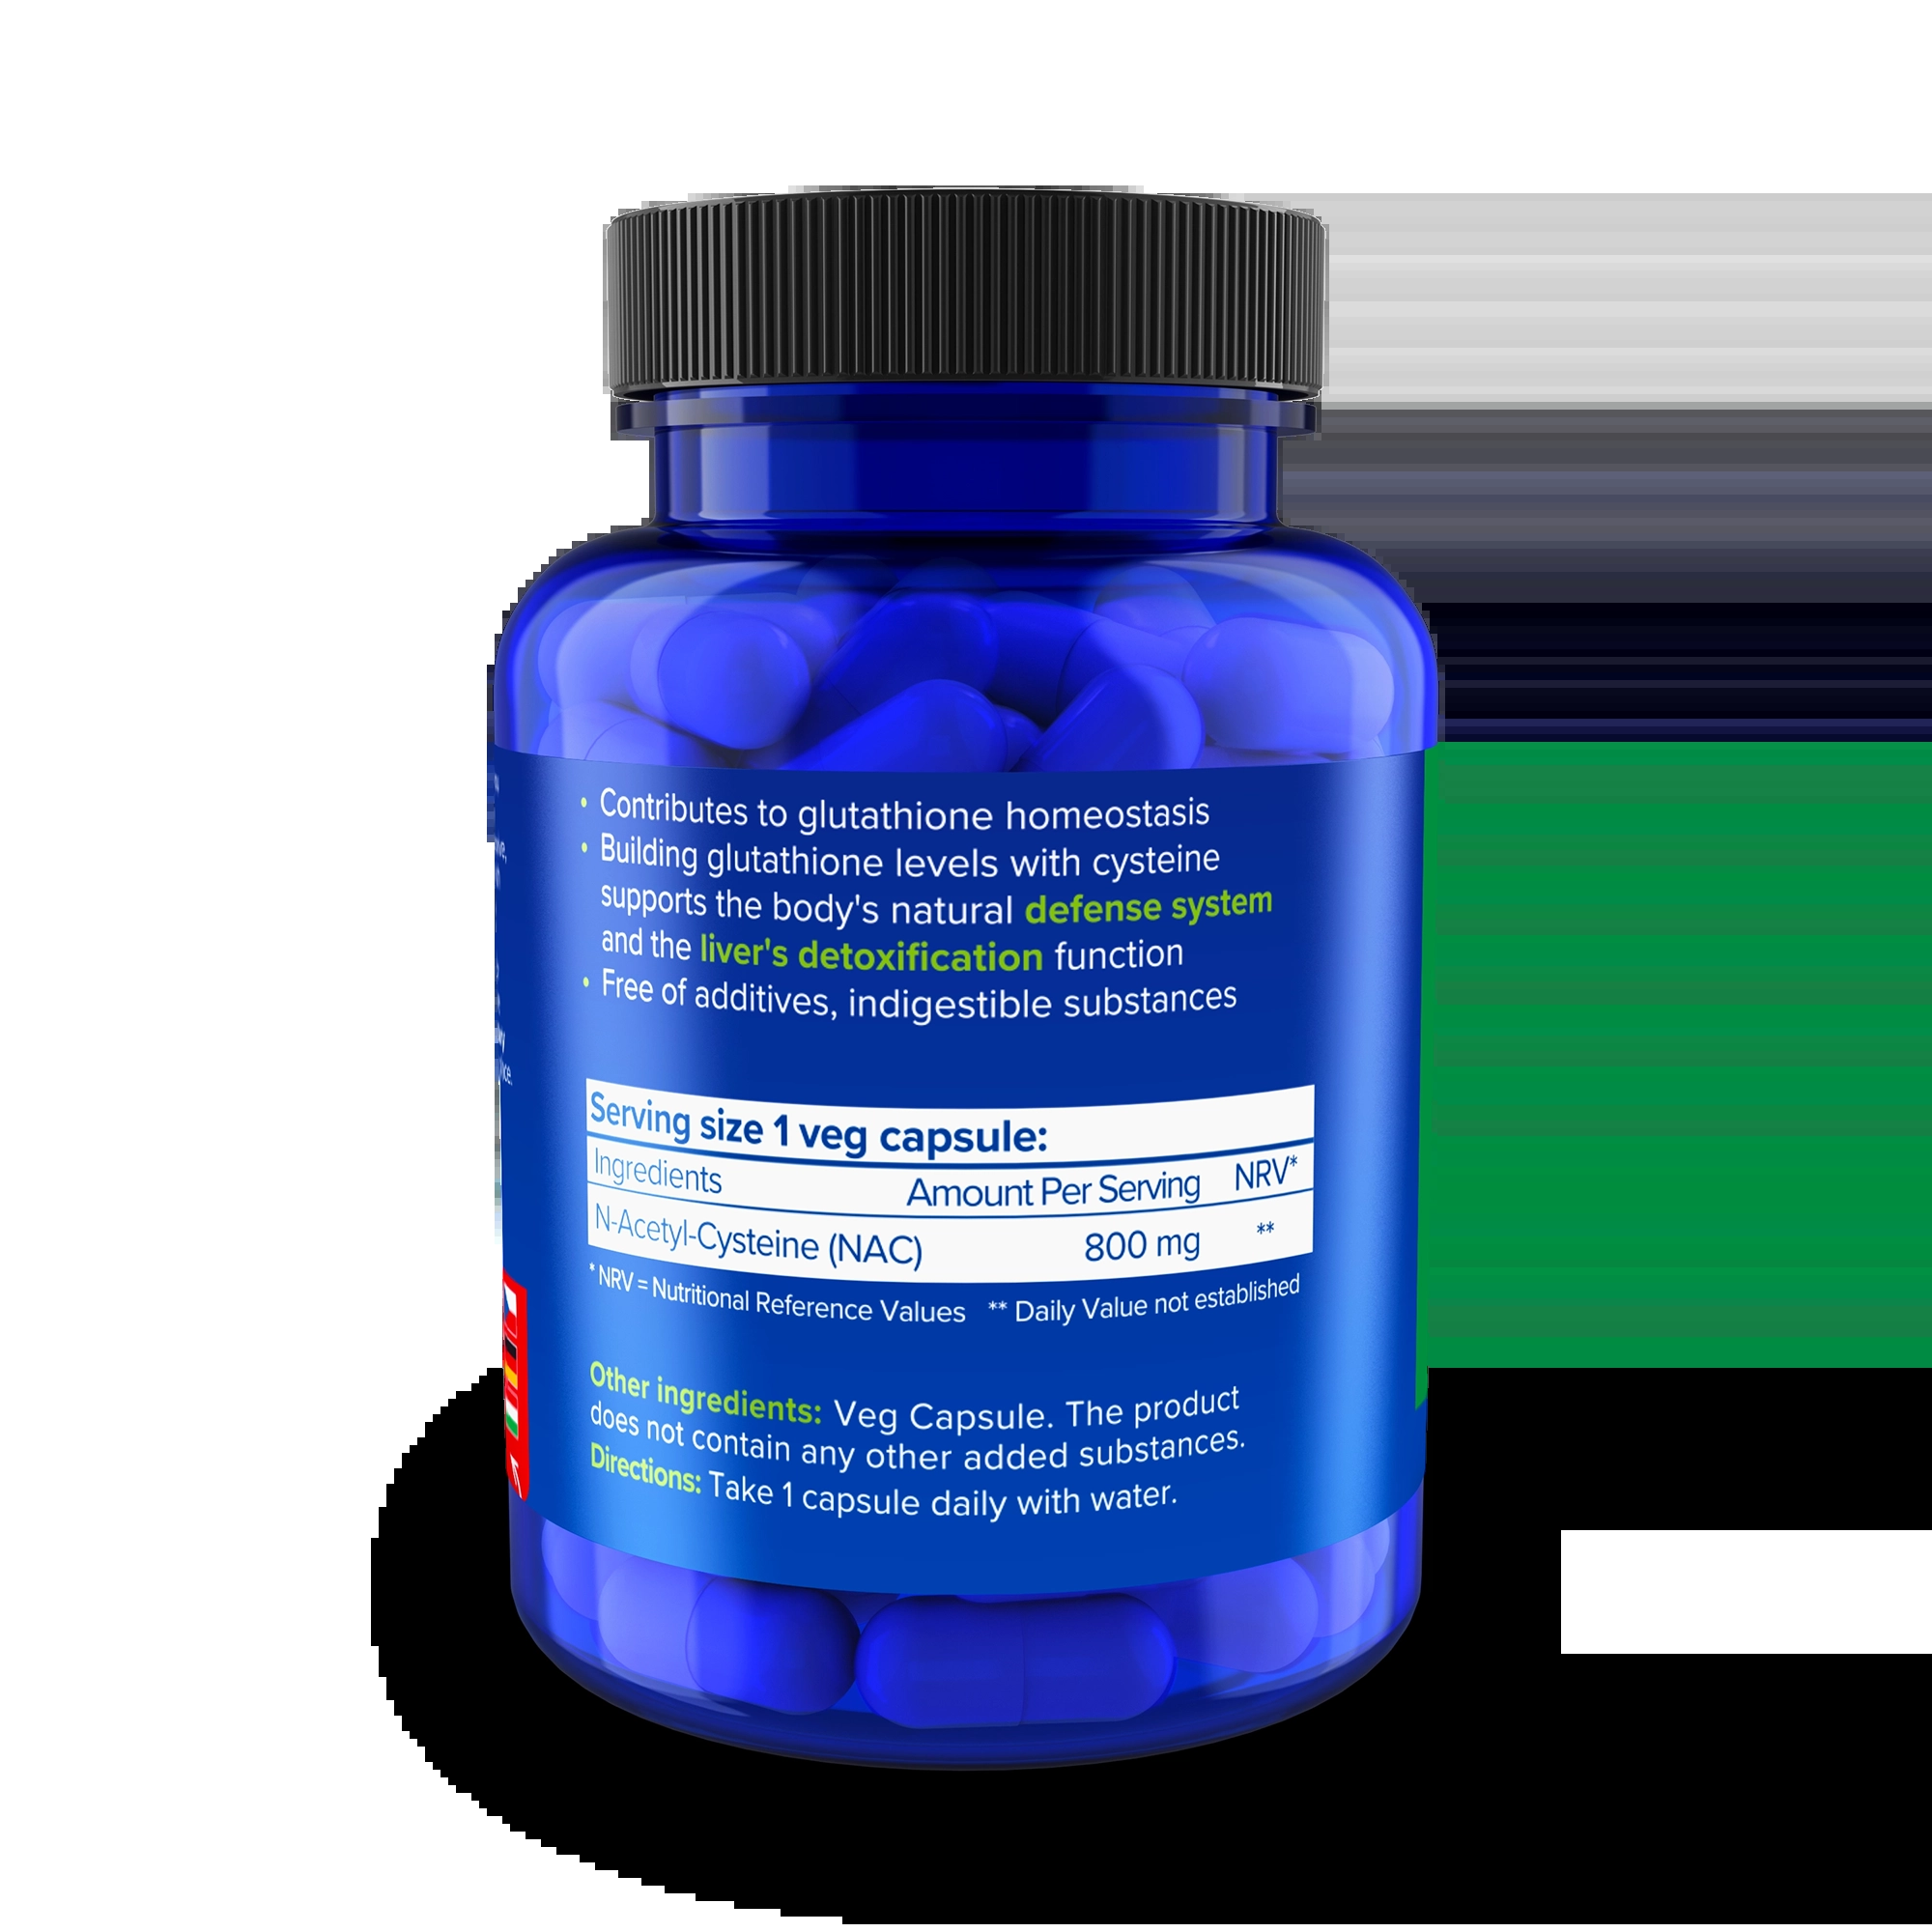 • Contributes to glutathione homeostasis
• Building glutathione levels with cysteine
supports the body's natural defense system
and the liver's detoxification function
• Free of additives, indigestible substances
Serving size 1 veg capsule:
Ingredients Amount Per Serving NRV*
N-Acetyl-Cysteine (NAC) 800 mg **
* NRV = Nutritional Reference Values ** Daily Value not established
Other ingredients: Veg Capsule. The product
does not contain any other added substances.
Directions: Take 1 capsule daily with water.